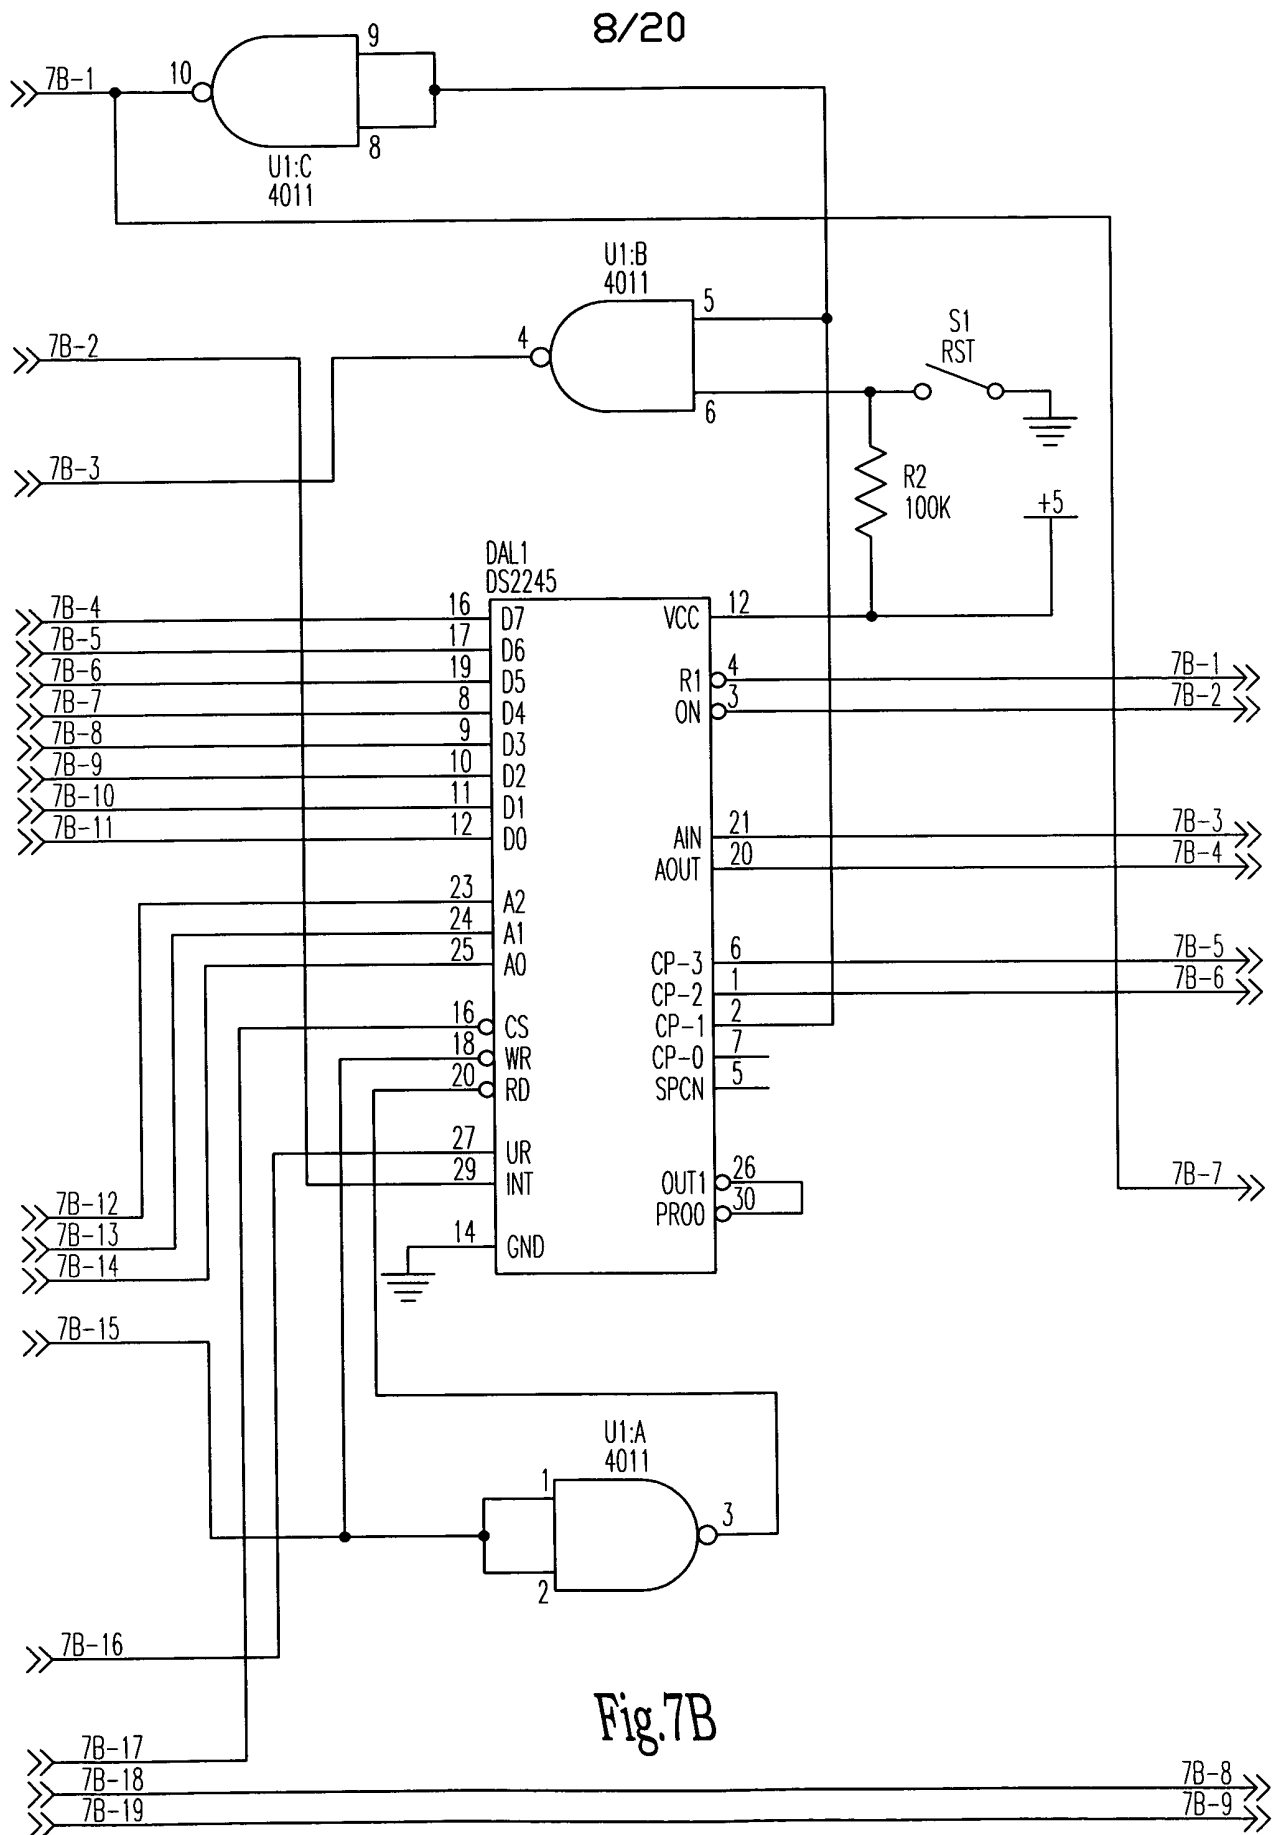 8/20
7B-1
10
9
8
U1:C
4011
U1:B
4011
5
4
6
S1
RST
7B-2
7B-3
R2
100K
+5
DAL1
DS2245
7B-4 16 D7 VCC 12
7B-5 17 D6
7B-6 19 D5 R1 4 7B-1
7B-7 8 D4 ON 3 7B-2
7B-8 9 D3
7B-9 10 D2
7B-10 11 D1
7B-11 12 D0 AIN 21 7B-3
AOUT 20 7B-4
23 A2
24 A1
25 A0 CP-3 6 7B-5
CP-2 1 7B-6
16 CS CP-1 2
18 WR CP-0 7
20 RD SPCN 5
27 UR
29 INT OUT1 26 7B-7
7B-12 PROO 30
7B-13 14 GND
7B-14
7B-15
U1:A
4011
1
3
2
7B-16
Fig.7B
7B-17
7B-18 7B-8
7B-19 7B-9